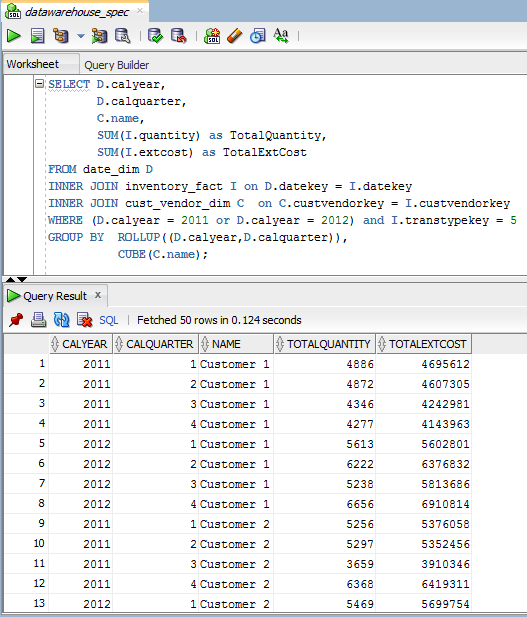 datawarehouse_spec
Worksheet Query Builder
SELECT D.calyear,
D.calquarter,
C.name,
SUM(I.quantity) as TotalQuantity,
SUM(I.extcost) as TotalExtCost
FROM date_dim D
INNER JOIN inventory_fact I on D.datekey = I.datekey
INNER JOIN cust_vendor_dim C  on C.custvendorkey = I.custvendorkey
WHERE (D.calyear = 2011 or D.calyear = 2012) and I.transtypekey = 5
GROUP BY  ROLLUP((D.calyear,D.calquarter)),
CUBE(C.name);
Query Result x
SQL | Fetched 50 rows in 0.124 seconds
CALYEAR CALQUARTER NAME TOTALQUANTITY TOTALEXTCOST
1 2011 1 Customer 1 4886 4695612
2 2011 2 Customer 1 4872 4607305
3 2011 3 Customer 1 4346 4242981
4 2011 4 Customer 1 4277 4143963
5 2012 1 Customer 1 5613 5602801
6 2012 2 Customer 1 6222 6376832
7 2012 3 Customer 1 5238 5813686
8 2012 4 Customer 1 6656 6910814
9 2011 1 Customer 2 5256 5376058
10 2011 2 Customer 2 5297 5352456
11 2011 3 Customer 2 3659 3910346
12 2011 4 Customer 2 6368 6419311
13 2012 1 Customer 2 5469 5699754